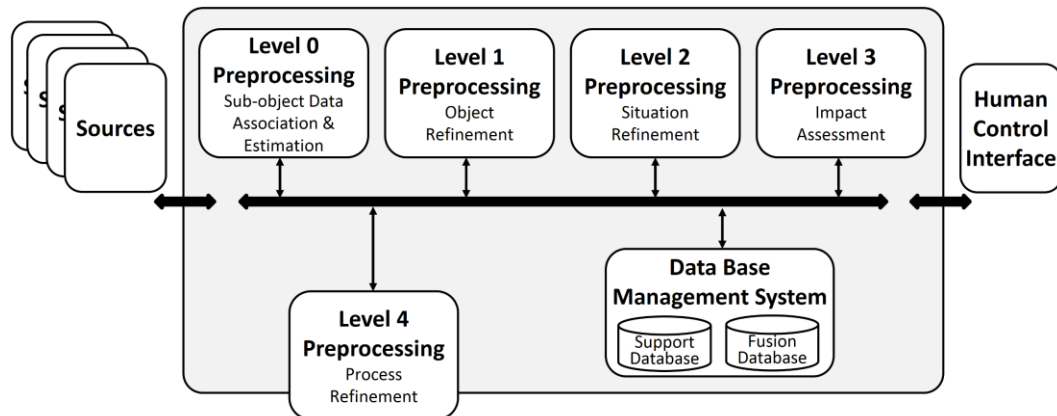 S
S
S
Sources
Level 0
Preprocessing
Sub-object Data
Association &
Estimation
Level 1
Preprocessing
Object
Refinement
Level 2
Preprocessing
Situation
Refinement
Level 3
Preprocessing
Impact
Assessment
Human
Control
Interface
Level 4
Preprocessing
Process
Refinement
Data Base
Management System
Support
Database
Fusion
Database